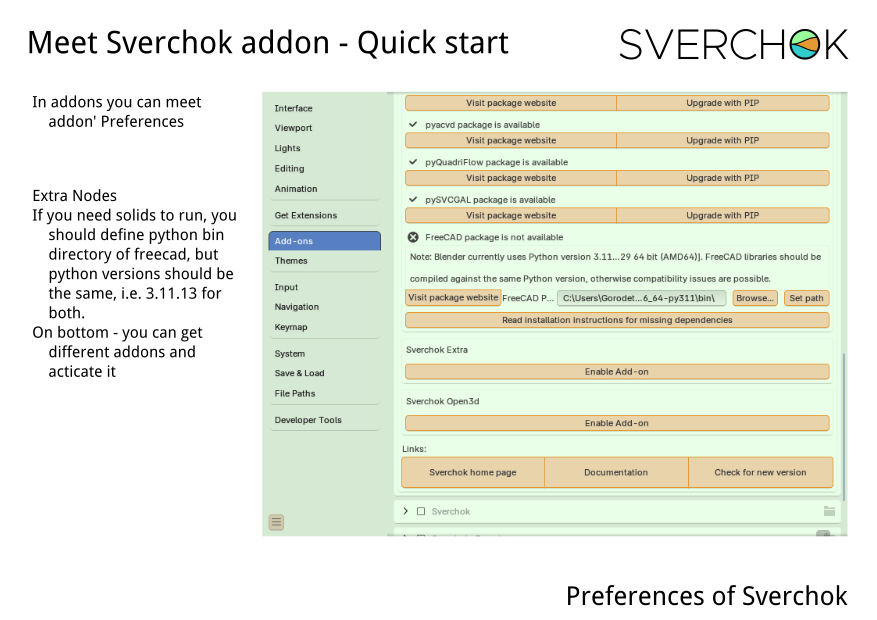 Meet Sverchok addon - Quick start
SVERCHOK
In addons you can meet
addon' Preferences
Extra Nodes
If you need solids to run, you
should define python bin
directory of freecad, but
python versions should be
the same, i.e. 3.11.13 for
both.
On bottom - you can get
different addons and
acticate it
Interface
Viewport
Lights
Editing
Animation
Get Extensions
Add-ons
Themes
Input
Navigation
Keymap
System
Save & Load
File Paths
Developer Tools
Visit package website Upgrade with PIP
pyacvd package is available
Visit package website Upgrade with PIP
pyQuadriFlow package is available
Visit package website Upgrade with PIP
pySVCGAL package is available
Visit package website Upgrade with PIP
FreeCAD package is not available
Note: Blender currently uses Python version 3.11...29 64 bit (AMD64)]. FreeCAD libraries should be
compiled against the same Python version, otherwise compatibility issues are possible.
Visit package website FreeCAD P... C:\Users\Gorodet...6_64-py311\bin\ Browse... Set path
Read installation instructions for missing dependencies
Sverchok Extra
Enable Add-on
Sverchok Open3d
Enable Add-on
Links:
Sverchok home page Documentation Check for new version
Sverchok
Preferences of Sverchok